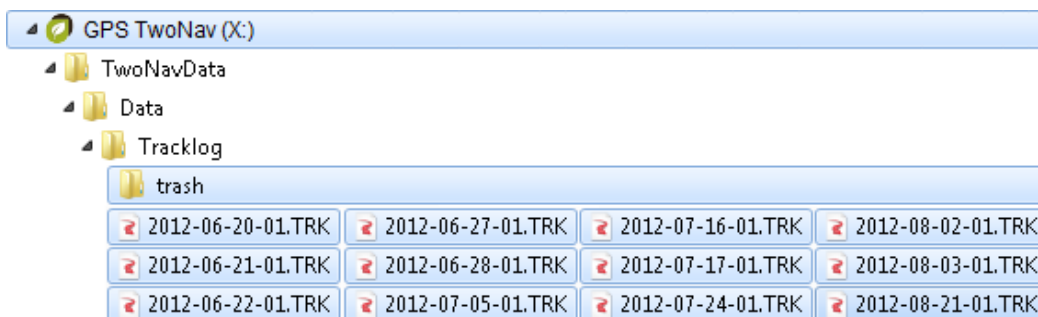 GPS TwoNav (X:)
TwoNavData
Data
Tracklog
trash
2012-06-20-01.TRK 2012-06-27-01.TRK 2012-07-16-01.TRK 2012-08-02-01.TRK
2012-06-21-01.TRK 2012-06-28-01.TRK 2012-07-17-01.TRK 2012-08-03-01.TRK
2012-06-22-01.TRK 2012-07-05-01.TRK 2012-07-24-01.TRK 2012-08-21-01.TRK